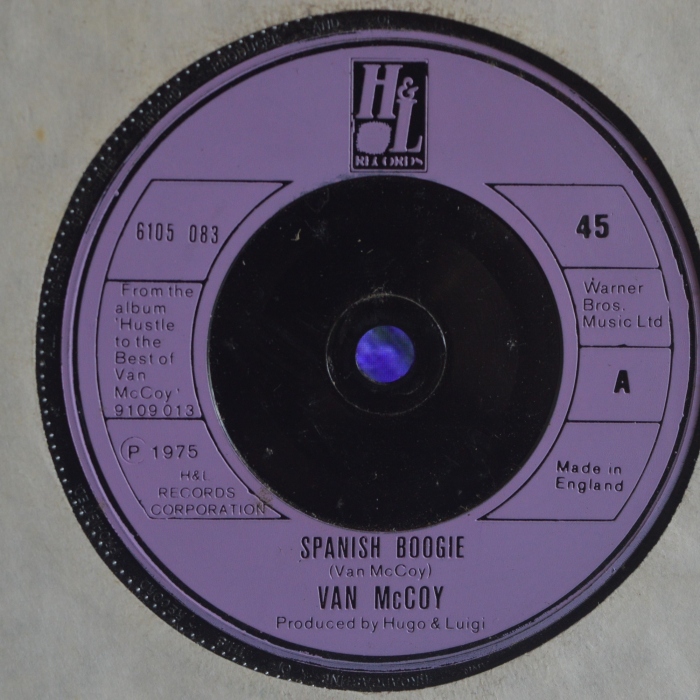 H&L
RECORDS
6105 083
45
From the
album
'Hustle
to the
Best of
Van
McCoy'
9109 013
Warner
Bros.
Music Ltd
A
Ⓟ 1975
H&L
RECORDS
CORPORATION
Made in
England
SPANISH BOOGIE
(Van McCoy)
VAN McCOY
Produced by Hugo & Luigi